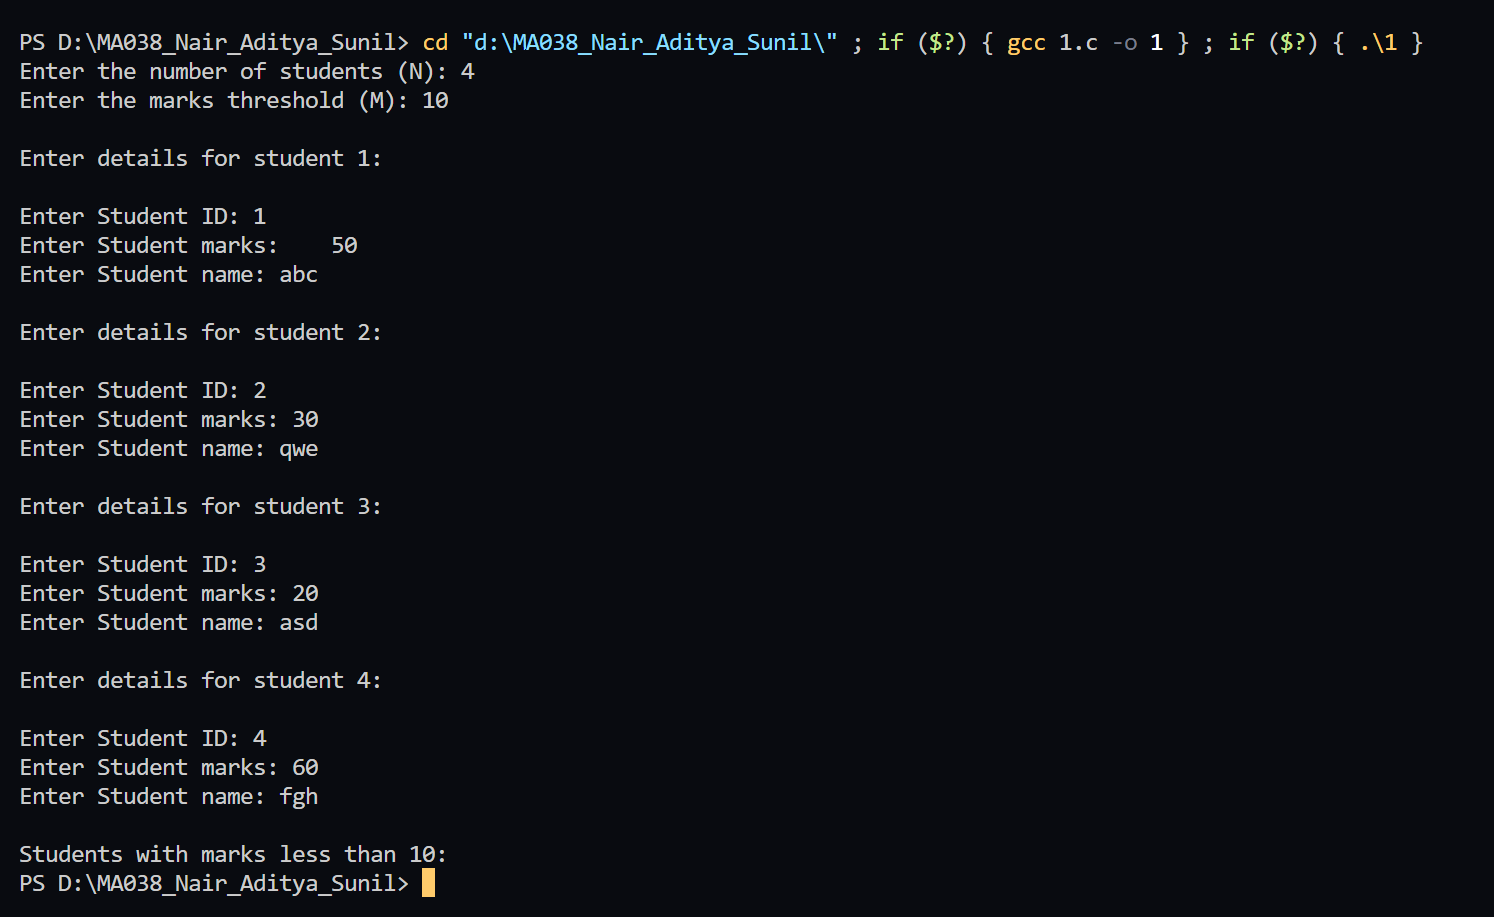 PS D:\MA038_Nair_Aditya_Sunil> cd "d:\MA038_Nair_Aditya_Sunil\" ; if ($?) { gcc 1.c -o 1 } ; if ($?) { .\1 }
Enter the number of students (N): 4
Enter the marks threshold (M): 10
Enter details for student 1:
Enter Student ID: 1
Enter Student marks:    50
Enter Student name: abc
Enter details for student 2:
Enter Student ID: 2
Enter Student marks: 30
Enter Student name: qwe
Enter details for student 3:
Enter Student ID: 3
Enter Student marks: 20
Enter Student name: asd
Enter details for student 4:
Enter Student ID: 4
Enter Student marks: 60
Enter Student name: fgh
Students with marks less than 10:
PS D:\MA038_Nair_Aditya_Sunil>